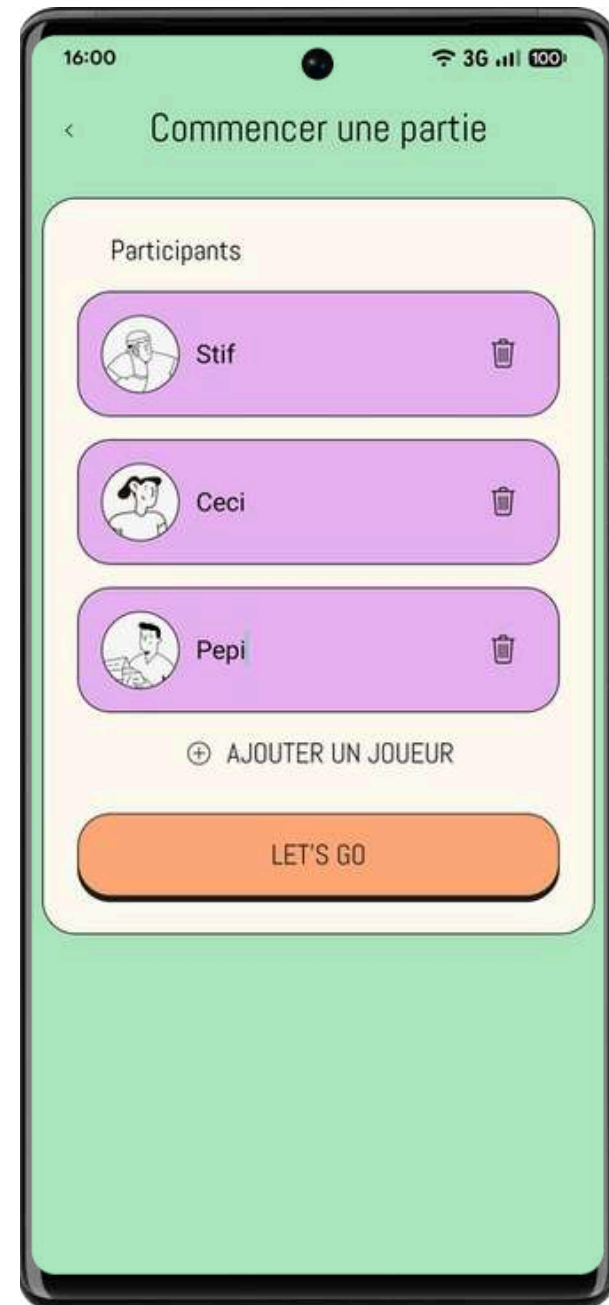 16:00
3G 100
Commencer une partie
Participants
Stif
Ceci
Pepi
AJOUTER UN JOUEUR
LET'S GO